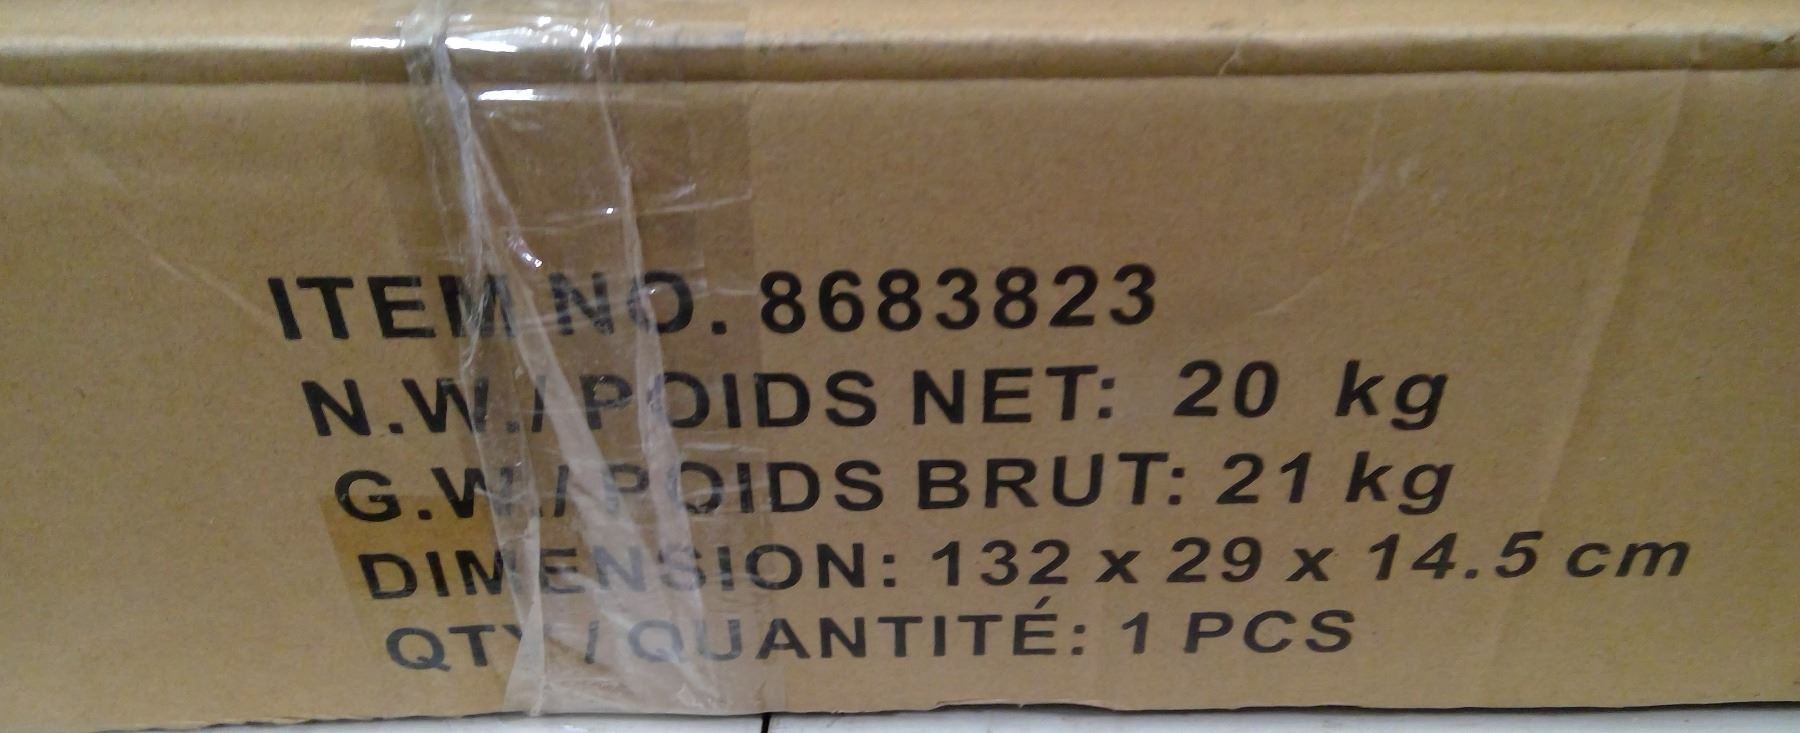 ITEM NO. 8683823
N.W./ POIDS NET: 20 kg
G.W./ POIDS BRUT: 21 kg
DIMENSION: 132 x 29 x 14.5 cm
QTY / QUANTITÉ: 1 PCS